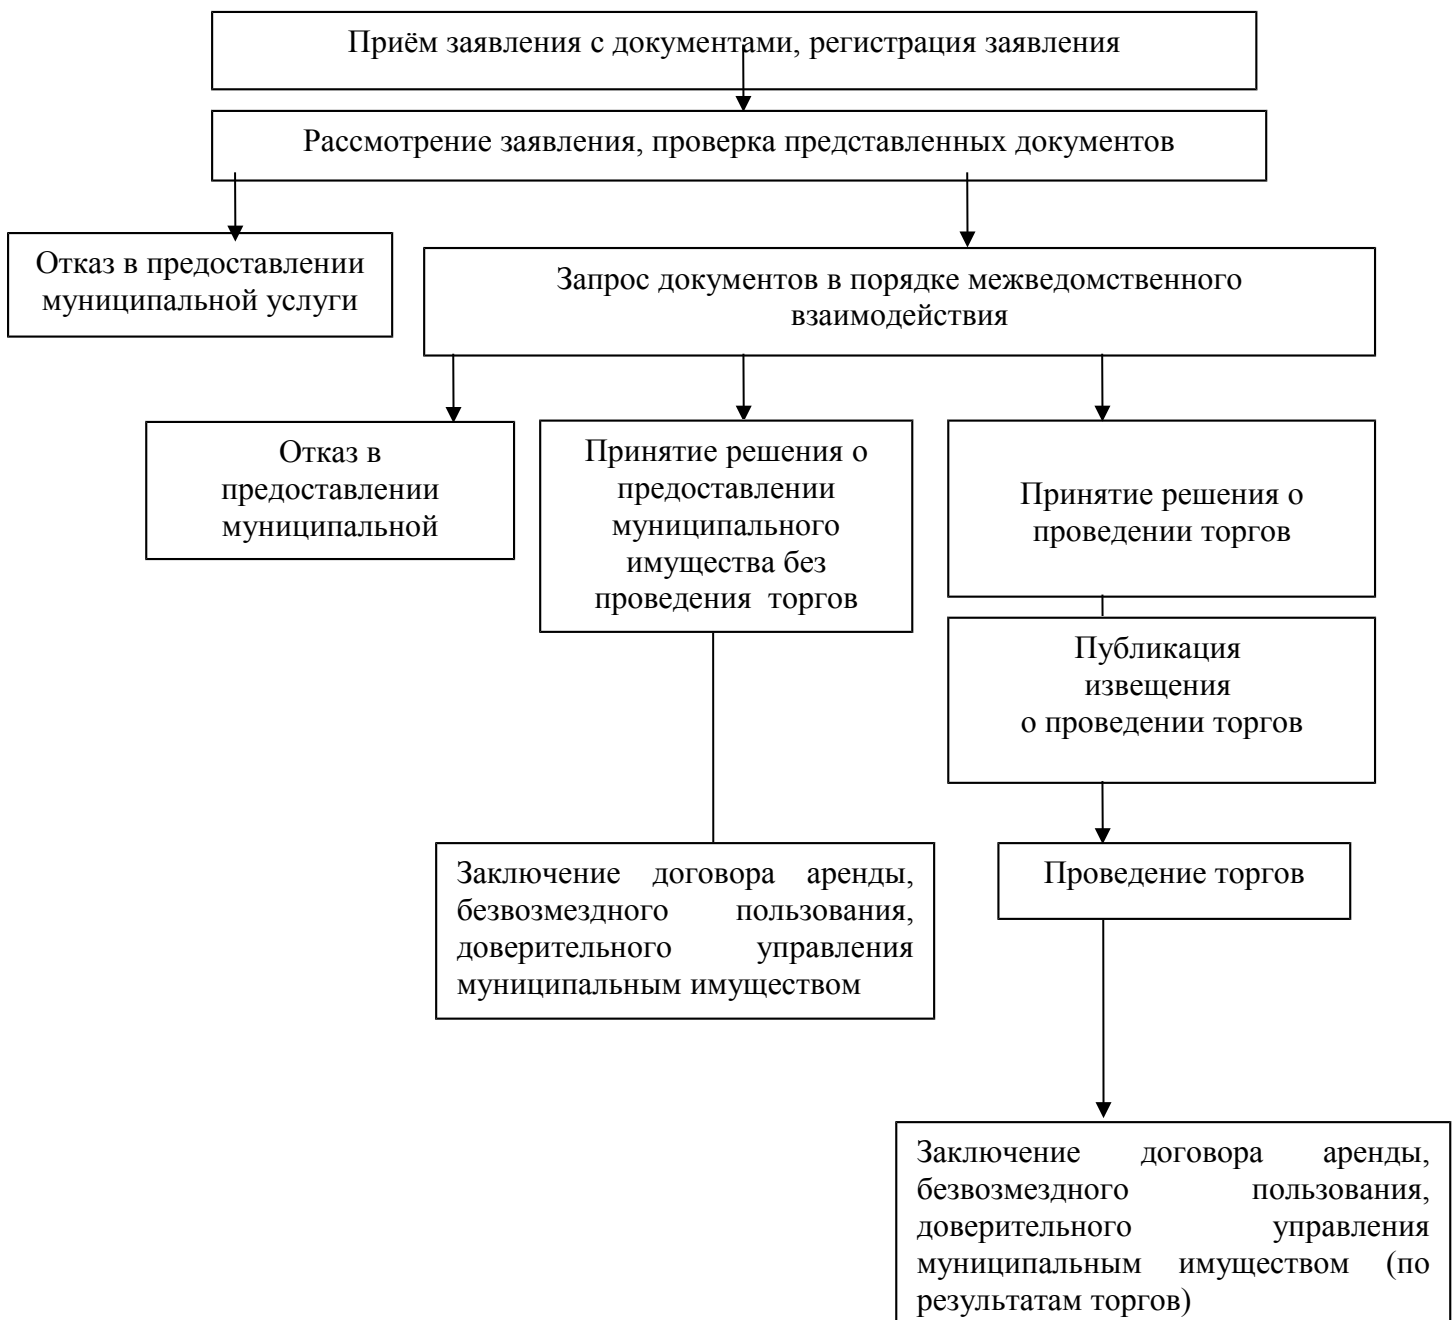 Приём заявления с документами, регистрация заявления
Рассмотрение заявления, проверка представленных документов
Отказ в предоставлении
муниципальной услуги
Запрос документов в порядке межведомственного
взаимодействия
Отказ в
предоставлении
муниципальной
Принятие решения о
предоставлении
муниципального
имущества без
проведения торгов
Принятие решения о
проведении торгов
Публикация
извещения
о проведении торгов
Заключение договора аренды,
безвозмездного пользования,
доверительного управления
муниципальным имуществом
Проведение торгов
Заключение договора аренды,
безвозмездного пользования,
доверительного управления
муниципальным имуществом (по
результатам торгов)